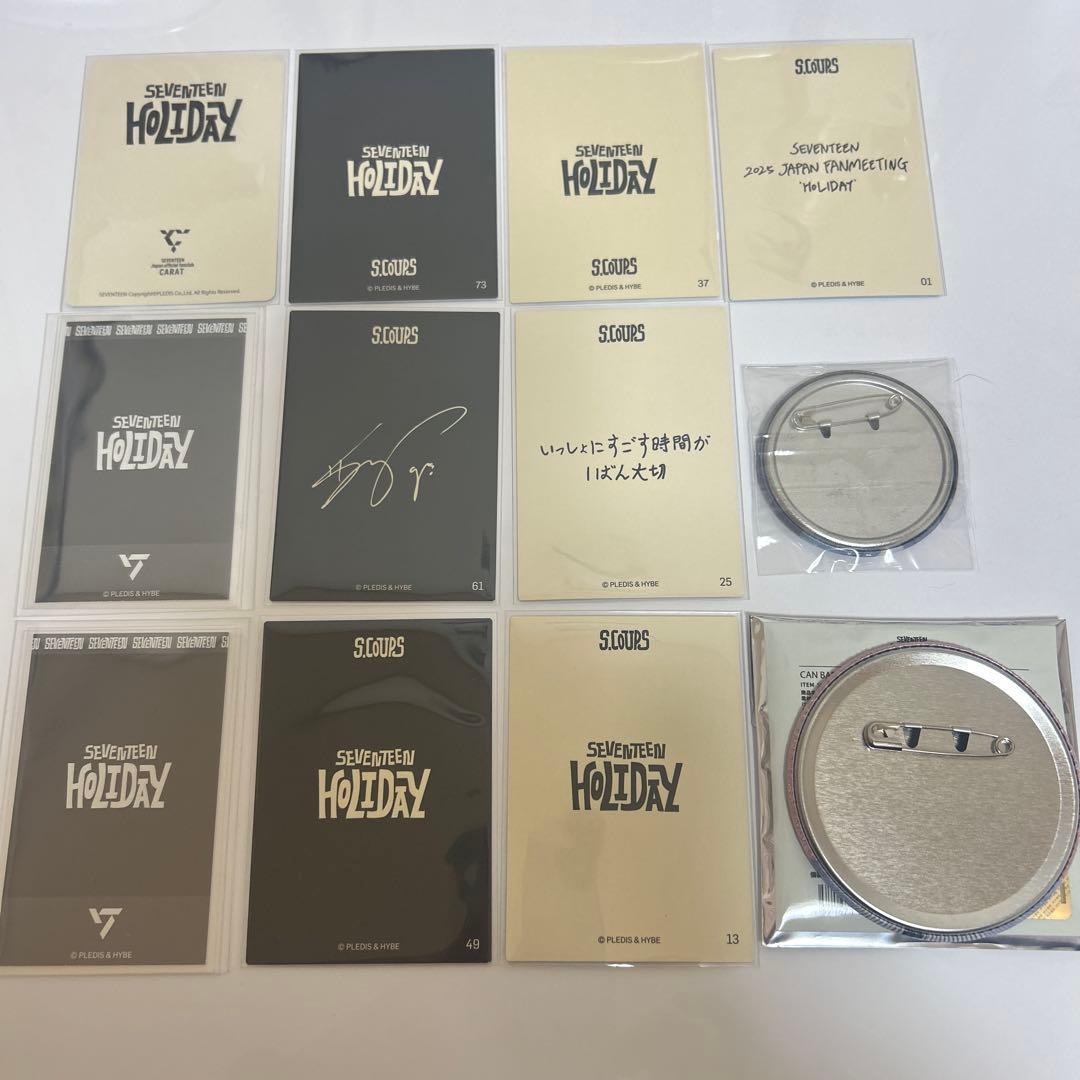 SEVENTEEN
HOLIDAY
SEVENTEEN
Japan official fanclub
CARAT
SEVENTEEN Copyright©PLEDIS Co.,Ltd. All Rights Reserved.
SEVENTEEN
HOLIDAY
S.COUPS
© PLEDIS & HYBE
73
SEVENTEEN
HOLIDAY
S.COUPS
© PLEDIS & HYBE
37
S.COUPS
SEVENTEEN
2025 JAPAN FANMEETING
'HOLIDAY'
© PLEDIS & HYBE
01
SEVENTEEN SEVENTEEN SEVENTEEN SEVENTEEN
SEVENTEEN
HOLIDAY
© PLEDIS & HYBE
S.COUPS
© PLEDIS & HYBE
61
S.COUPS
いっしょにすごす時間が
いばん大切
© PLEDIS & HYBE
25
SEVENTEEN SEVENTEEN SEVENTEEN SEVENTEEN
SEVENTEEN
HOLIDAY
© PLEDIS & HYBE
S.COUPS
SEVENTEEN
HOLIDAY
© PLEDIS & HYBE
49
S.COUPS
SEVENTEEN
HOLIDAY
© PLEDIS & HYBE
13
SEVENTEEN
CAN BA
ITEM